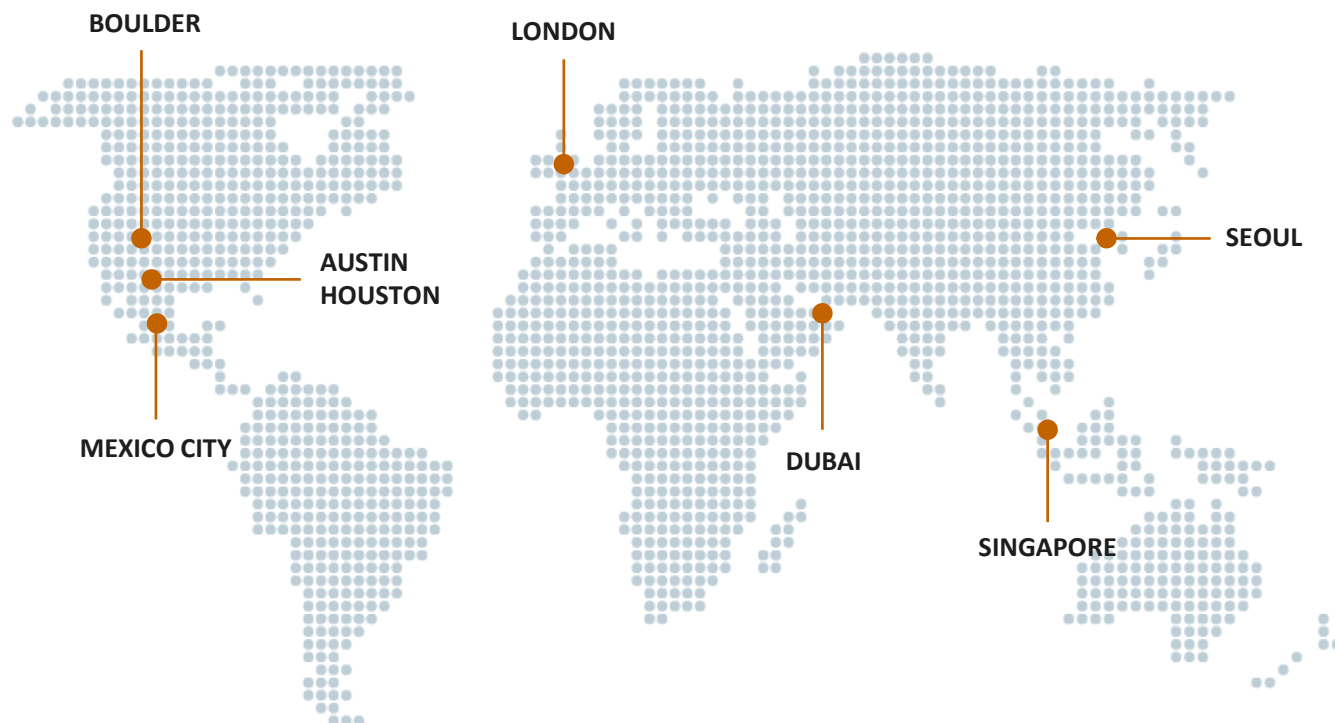 BOULDER
LONDON
SEOUL
AUSTIN
HOUSTON
MEXICO CITY
DUBAI
SINGAPORE